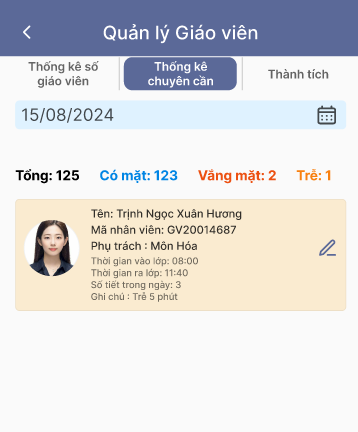 Quản lý Giáo viên
Thống kê số giáo viên
Thống kê chuyên cần
Thành tích
15/08/2024
Tổng: 125 Có mặt: 123 Vắng mặt: 2 Trễ: 1
Tên: Trịnh Ngọc Xuân Hương
Mã nhân viên: GV20014687
Phụ trách : Môn Hóa
Thời gian vào lớp: 08:00
Thời gian ra lớp: 11:40
Số tiết trong ngày: 3
Ghi chú : Trễ 5 phút